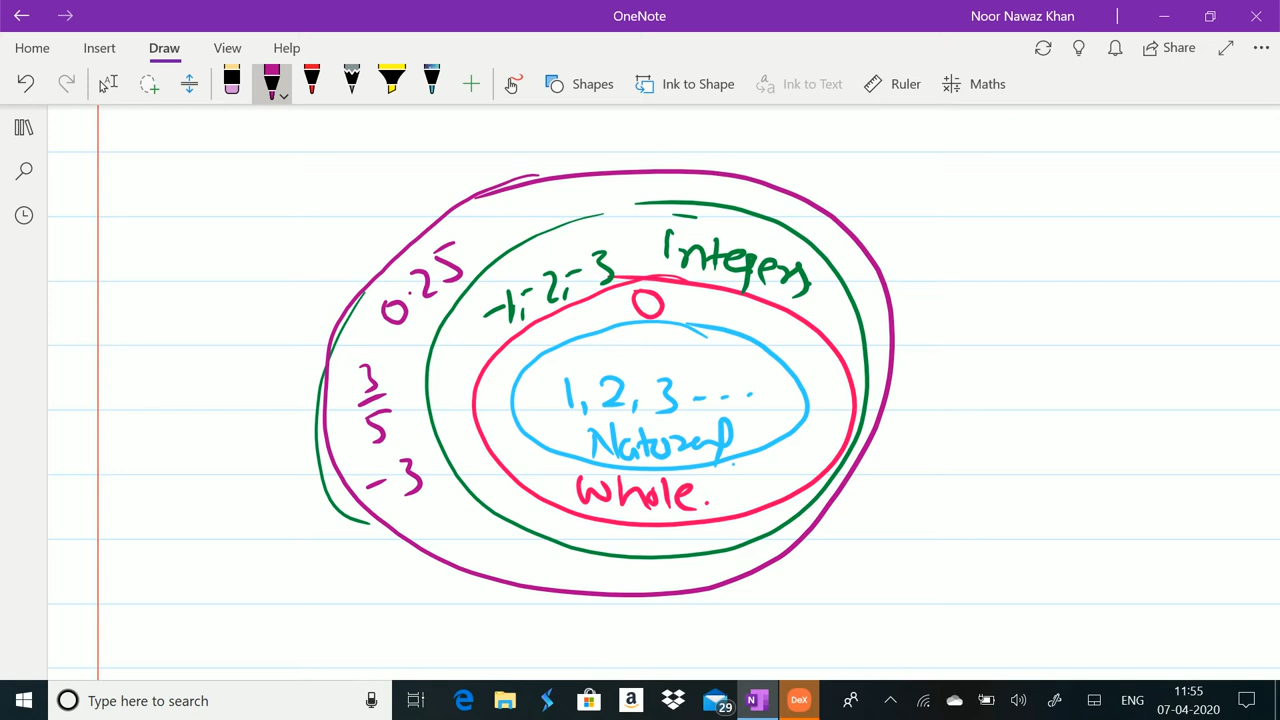 OneNote
Noor Nawaz Khan
Home Insert Draw View Help
Share
Shapes Ink to Shape Ink to Text Ruler Maths
Integers
-1, -2, -3
0.25
0
3/5
1, 2, 3 - - - -
Natural
- 3
Whole.
Type here to search
a
29
N
DeX
ENG
11:55
07-04-2020